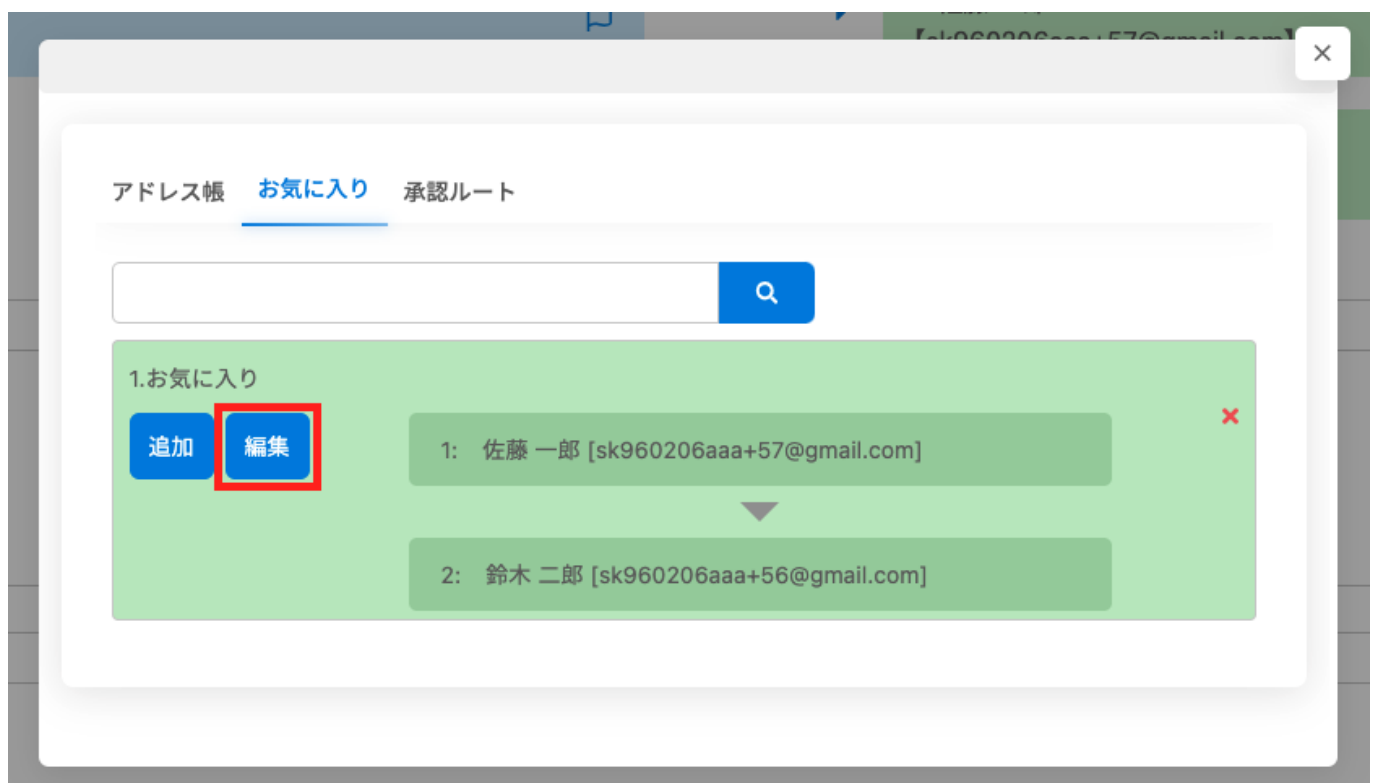 アドレス帳 お気に入り 承認ルート
1.お気に入り
追加 編集
1: 佐藤 一郎 [sk960206aaa+57@gmail.com]
2: 鈴木 二郎 [sk960206aaa+56@gmail.com]